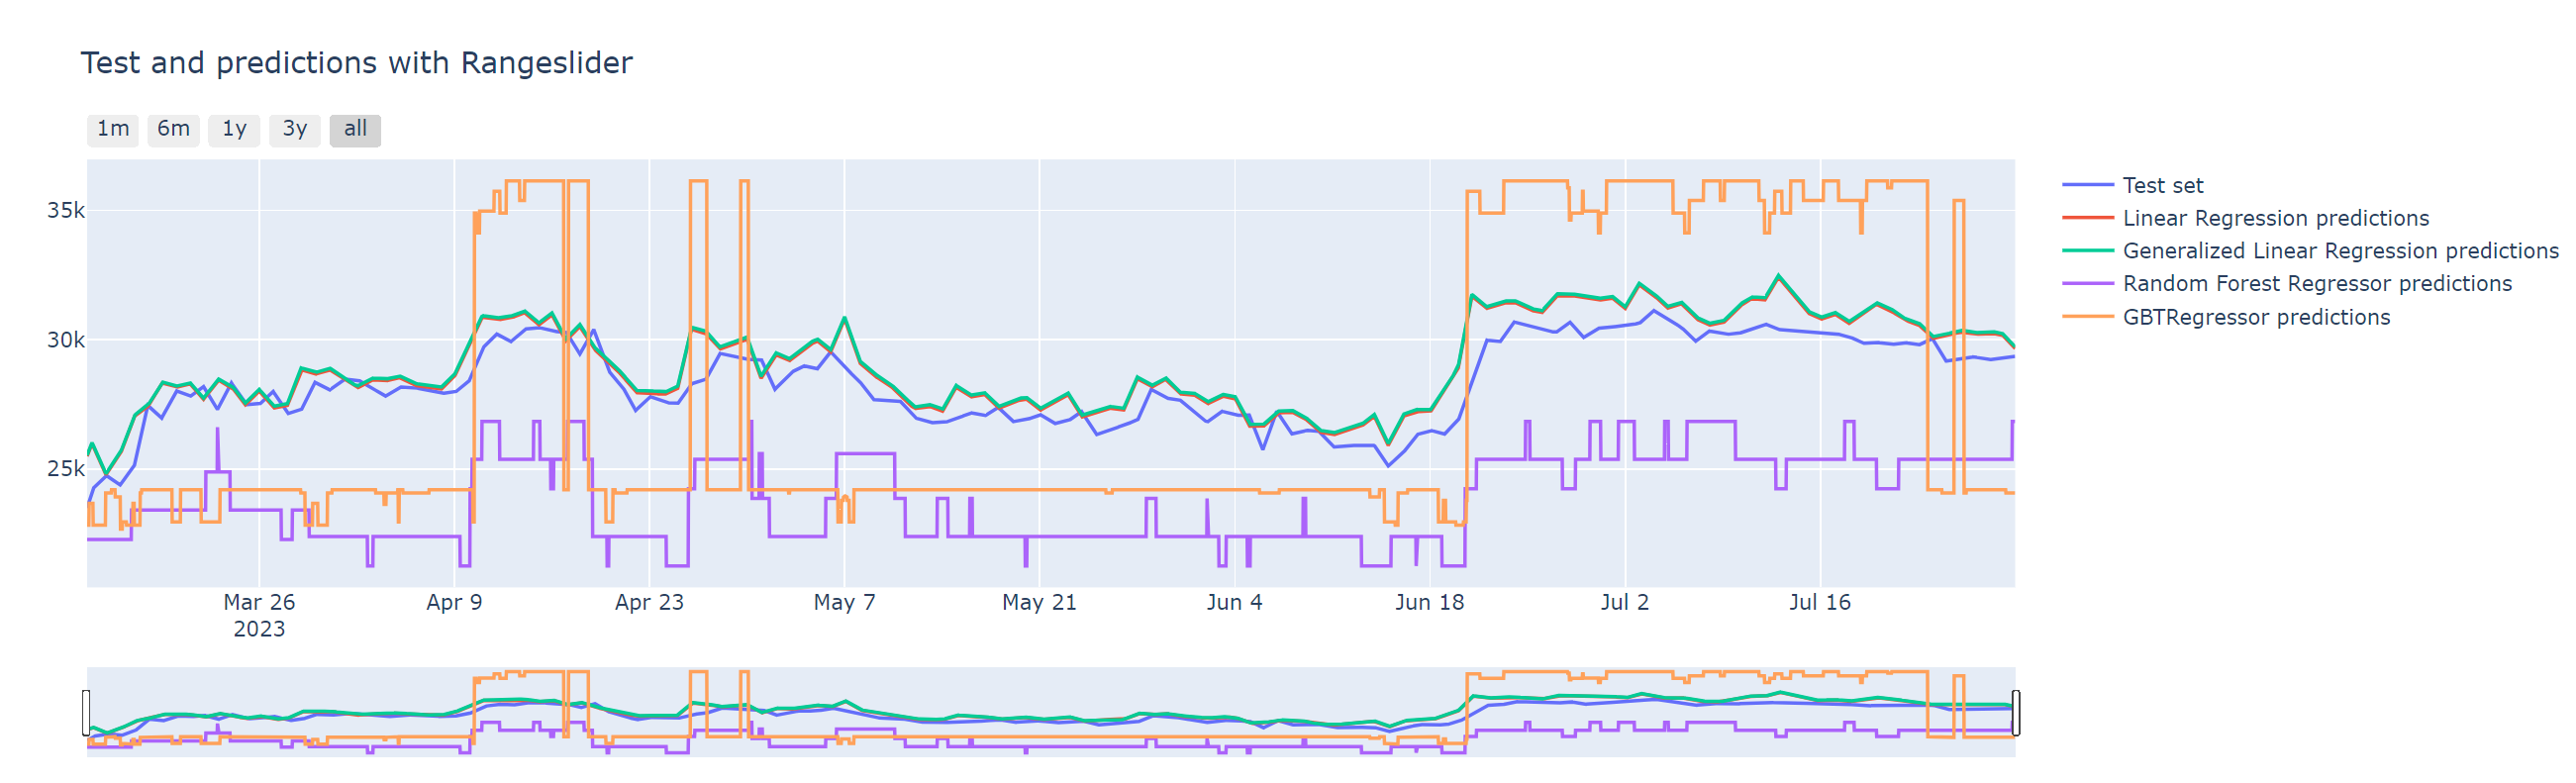 Test and predictions with Rangeslider
1m 6m 1y 3y all
35k
30k
25k
Mar 26 Apr 9 Apr 23 May 7 May 21 Jun 4 Jun 18 Jul 2 Jul 16
2023
Test set
Linear Regression predictions
Generalized Linear Regression predictions
Random Forest Regressor predictions
GBTRegressor predictions